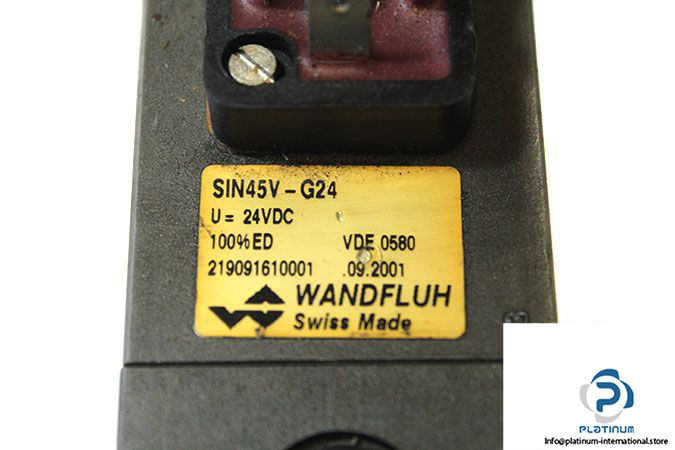 SIN45V-G24
U = 24VDC
100%ED VDE 0580
219091610001 .09.2001
WANDFLUH
Swiss Made
PLATINUM
Info@platinum-international.store